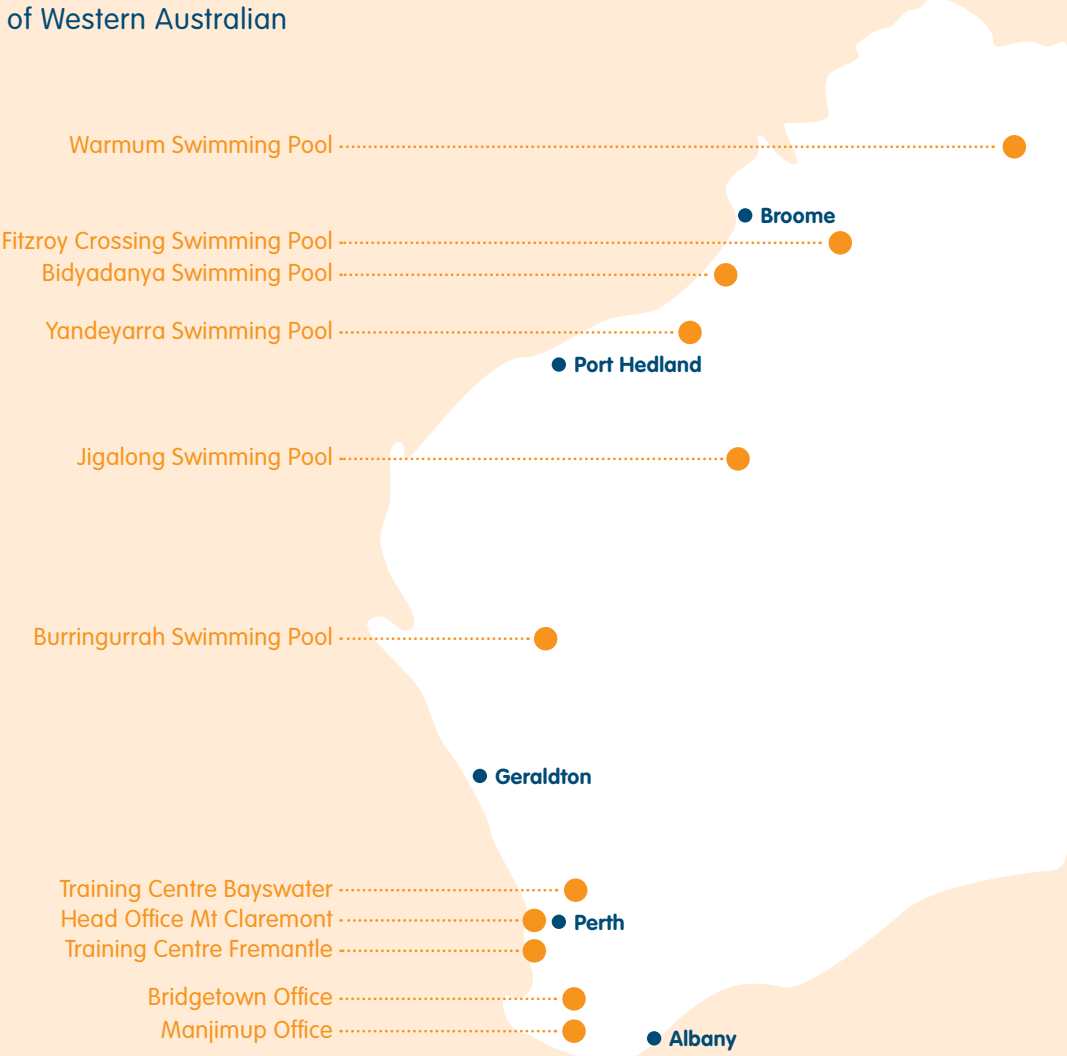 of Western Australian
Warmum Swimming Pool
Broome
Fitzroy Crossing Swimming Pool
Bidyadanya Swimming Pool
Yandeyarra Swimming Pool
Port Hedland
Jigalong Swimming Pool
Burringurrah Swimming Pool
Geraldton
Training Centre Bayswater
Head Office Mt Claremont
Perth
Training Centre Fremantle
Bridgetown Office
Manjimup Office
Albany